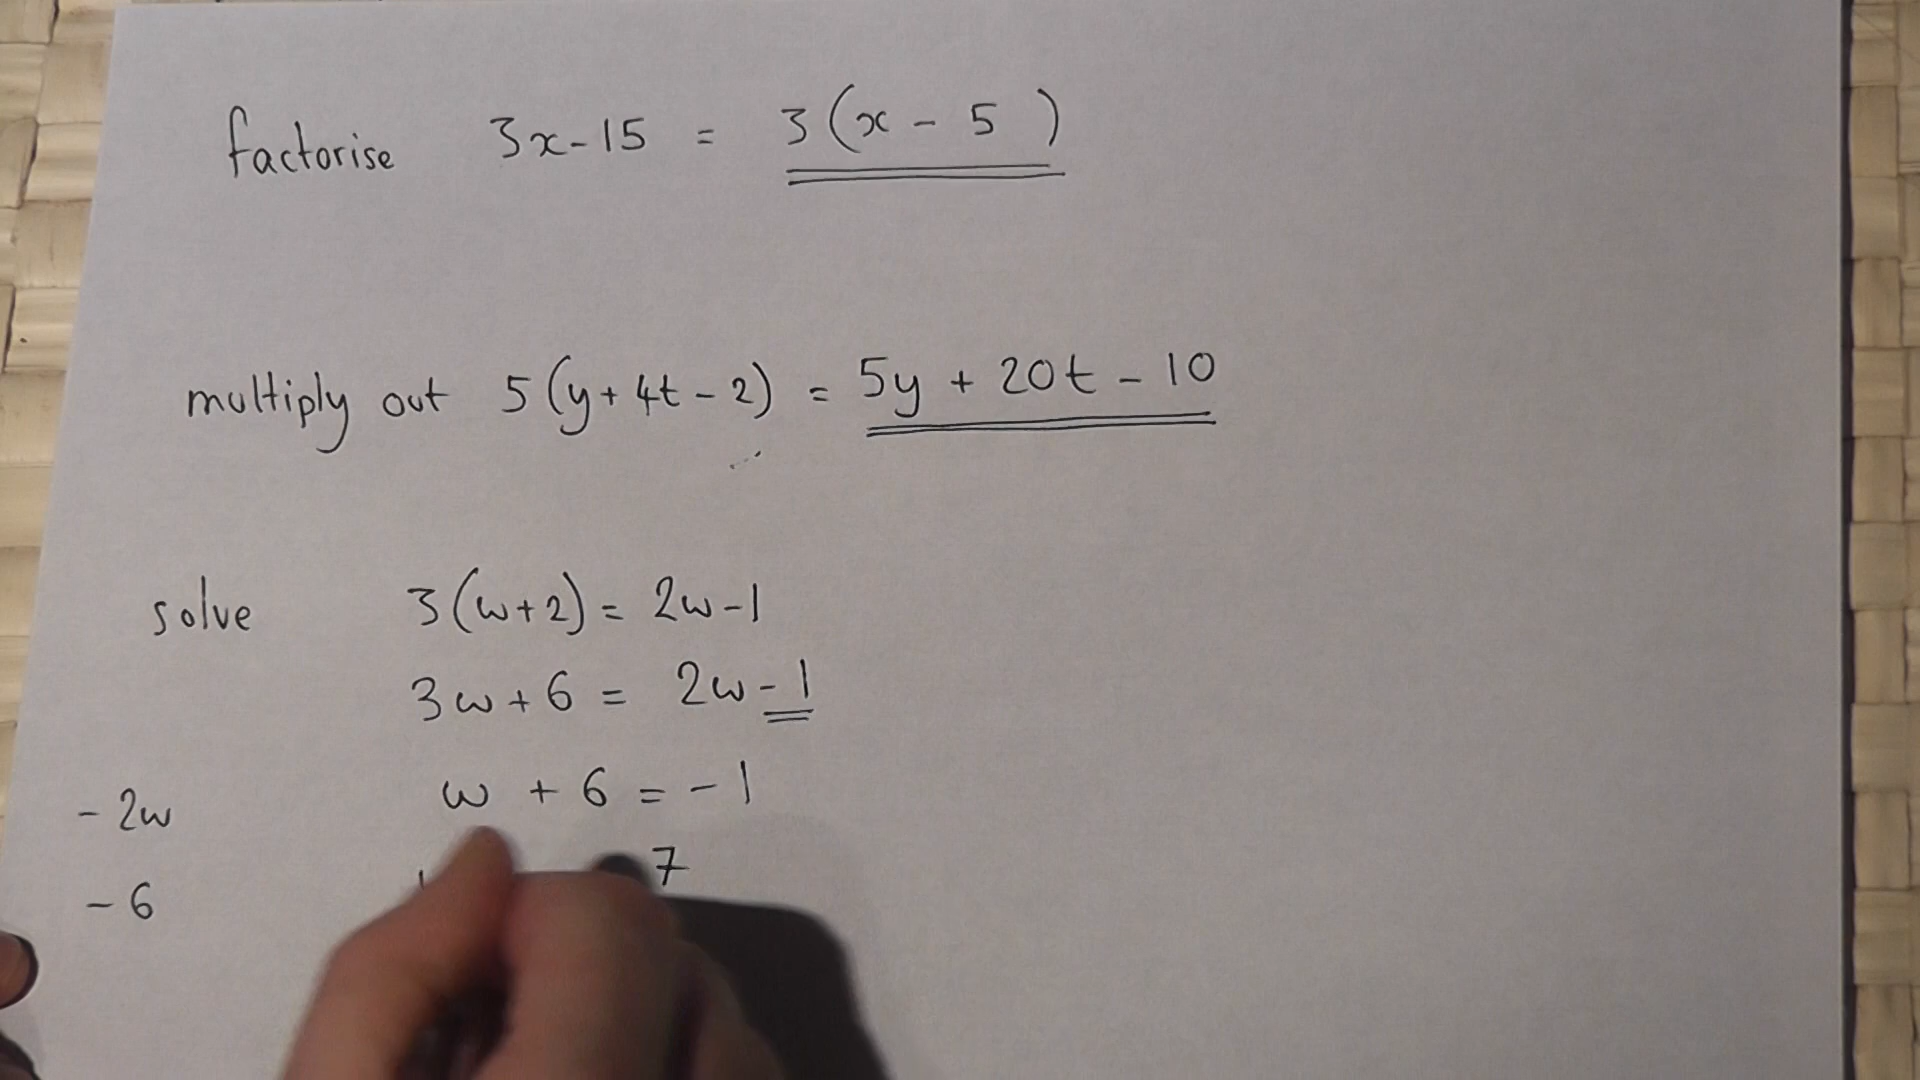 factorise 3x-15 = 3(x - 5 )
multiply out 5(y+4t-2) = 5y + 20t - 10
solve 3(w+2) = 2w-1
3w+6 = 2w-1
- 2w w + 6 = -1
- 6 7